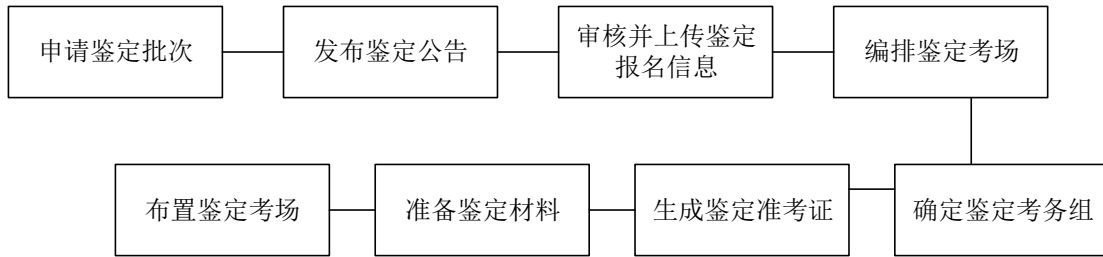 申请鉴定批次
发布鉴定公告
审核并上传鉴定
报名信息
编排鉴定考场
确定鉴定考务组
生成鉴定准考证
准备鉴定材料
布置鉴定考场